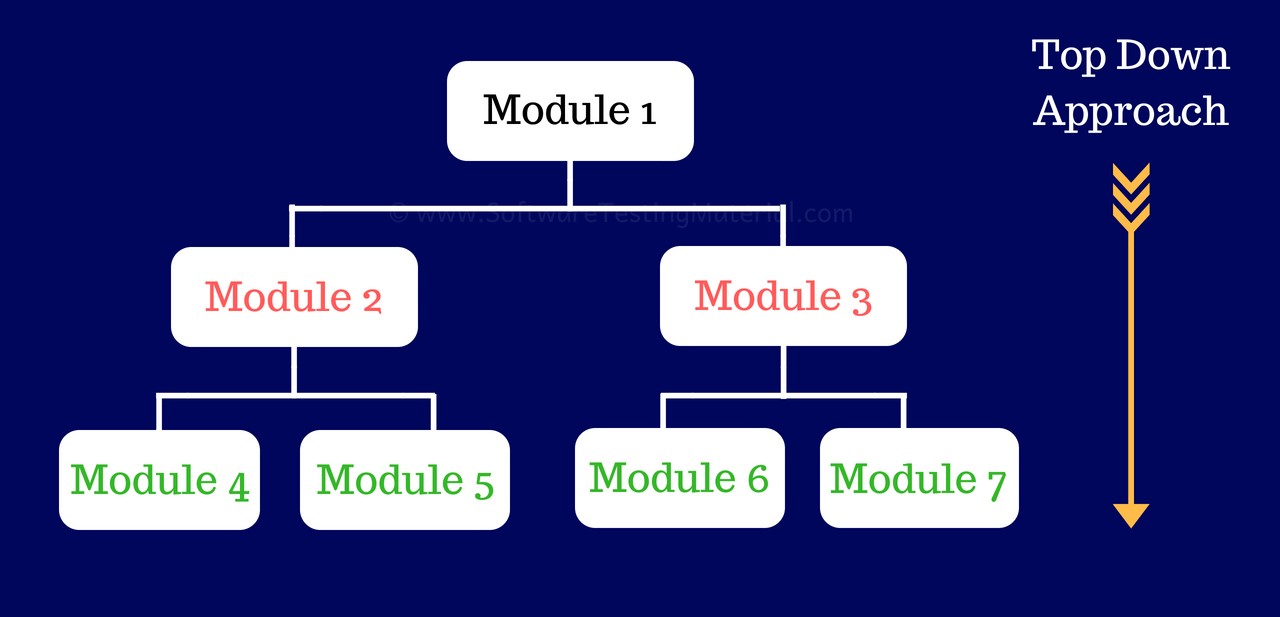 Top Down
Approach
Module 1
© www.SoftwareTestingMaterial.com
Module 2
Module 3
Module 4
Module 5
Module 6
Module 7